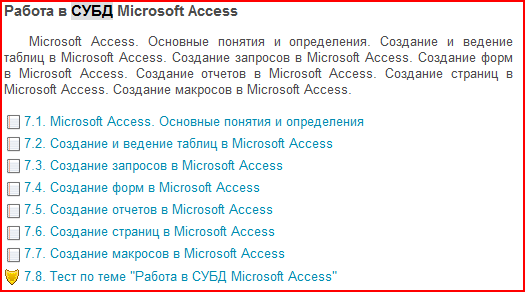 Работа в СУБД Microsoft Access
Microsoft Access. Основные понятия и определения. Создание и ведение
таблиц в Microsoft Access. Создание запросов в Microsoft Access. Создание форм
в Microsoft Access. Создание отчетов в Microsoft Access. Создание страниц в
Microsoft Access. Создание макросов в Microsoft Access.
7.1. Microsoft Access. Основные понятия и определения
7.2. Создание и ведение таблиц в Microsoft Access
7.3. Создание запросов в Microsoft Access
7.4. Создание форм в Microsoft Access
7.5. Создание отчетов в Microsoft Access
7.6. Создание страниц в Microsoft Access
7.7. Создание макросов в Microsoft Access
7.8. Тест по теме "Работа в СУБД Microsoft Access"